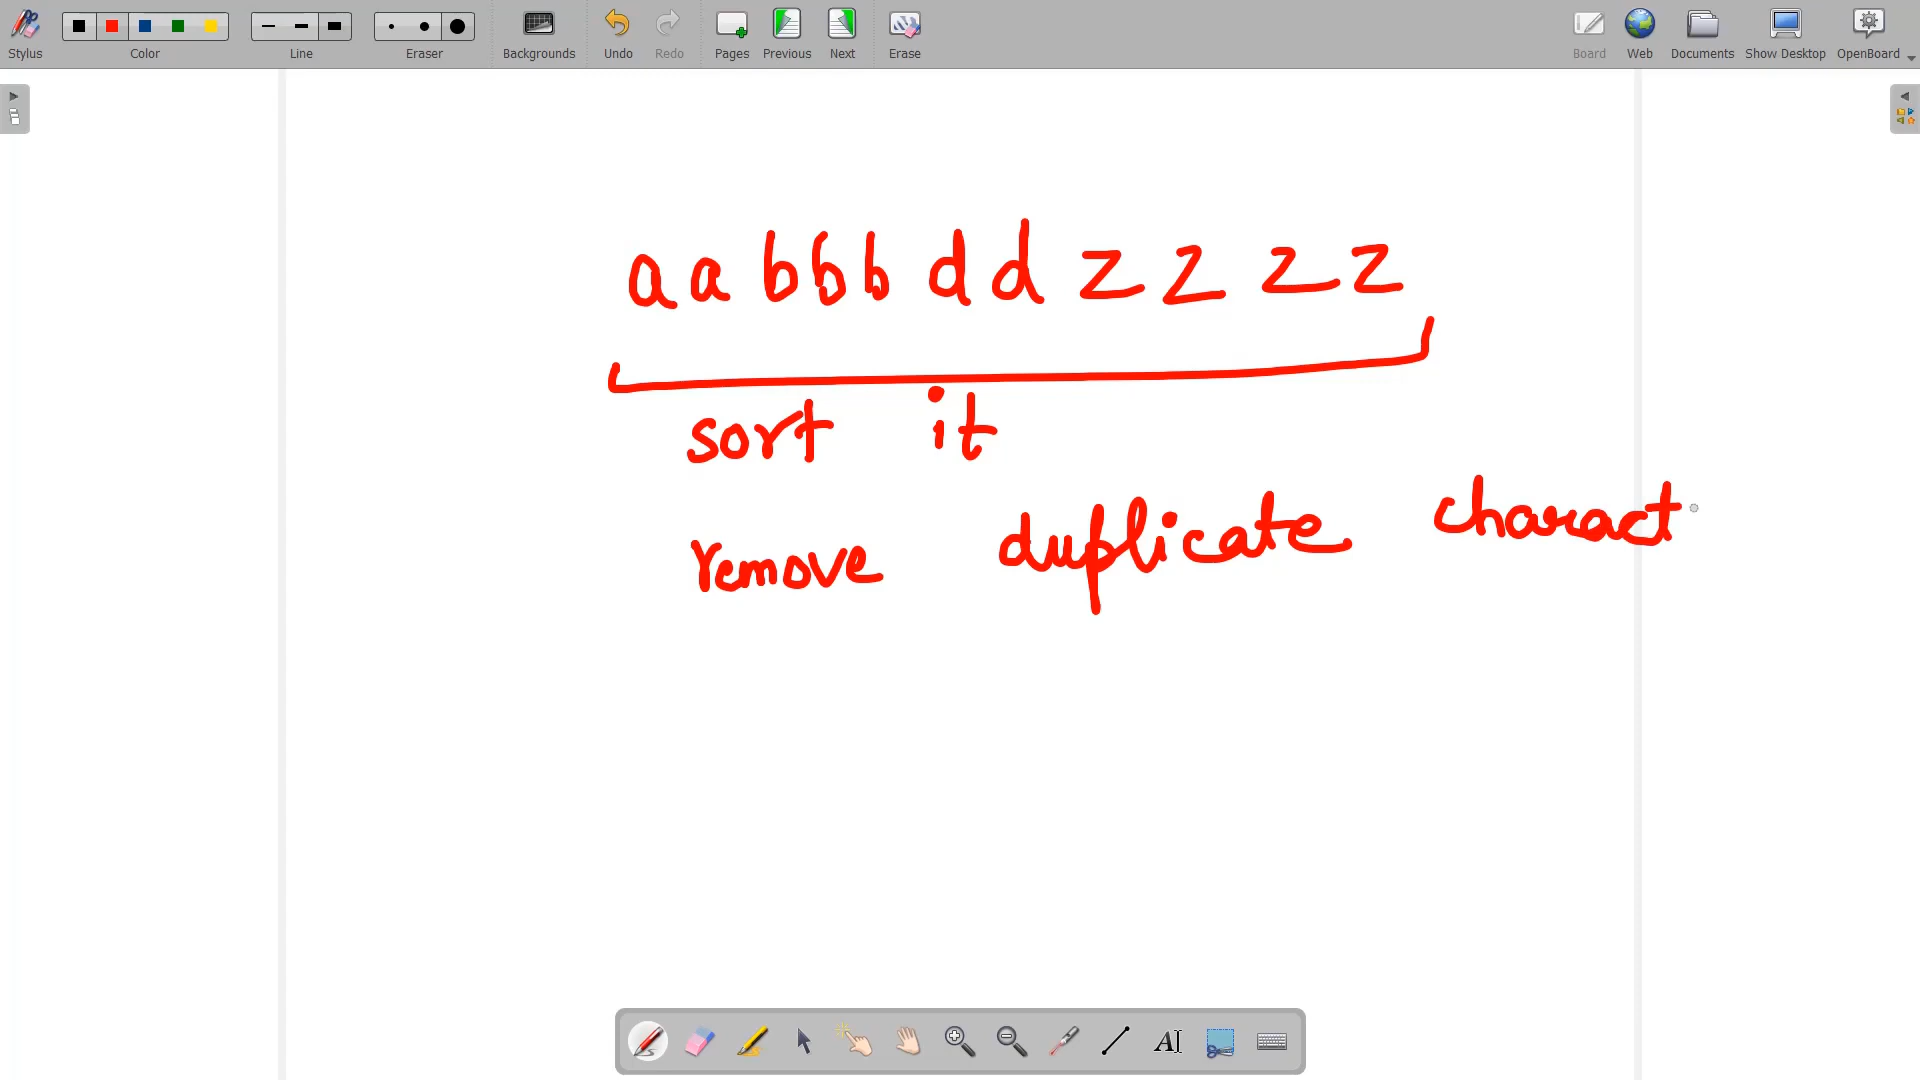 Stylus Color Line Eraser Backgrounds Undo Redo Pages Previous Next Erase Board Web Documents Show Desktop OpenBoard
a a b b b d d z z z z
sort it
remove duplicate charact
A